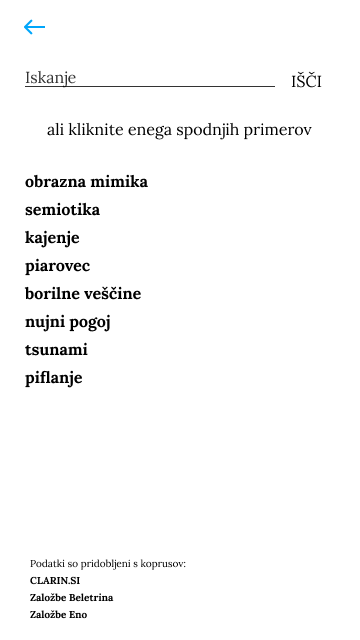 Iskanje
IŠČI
ali kliknite enega spodnjih primerov
obrazna mimika
semiotika
kajenje
piarovec
borilne veščine
nujni pogoj
tsunami
piflanje
Podatki so pridobljeni s koprusov:
CLARIN.SI
Založbe Beletrina
Založbe Eno